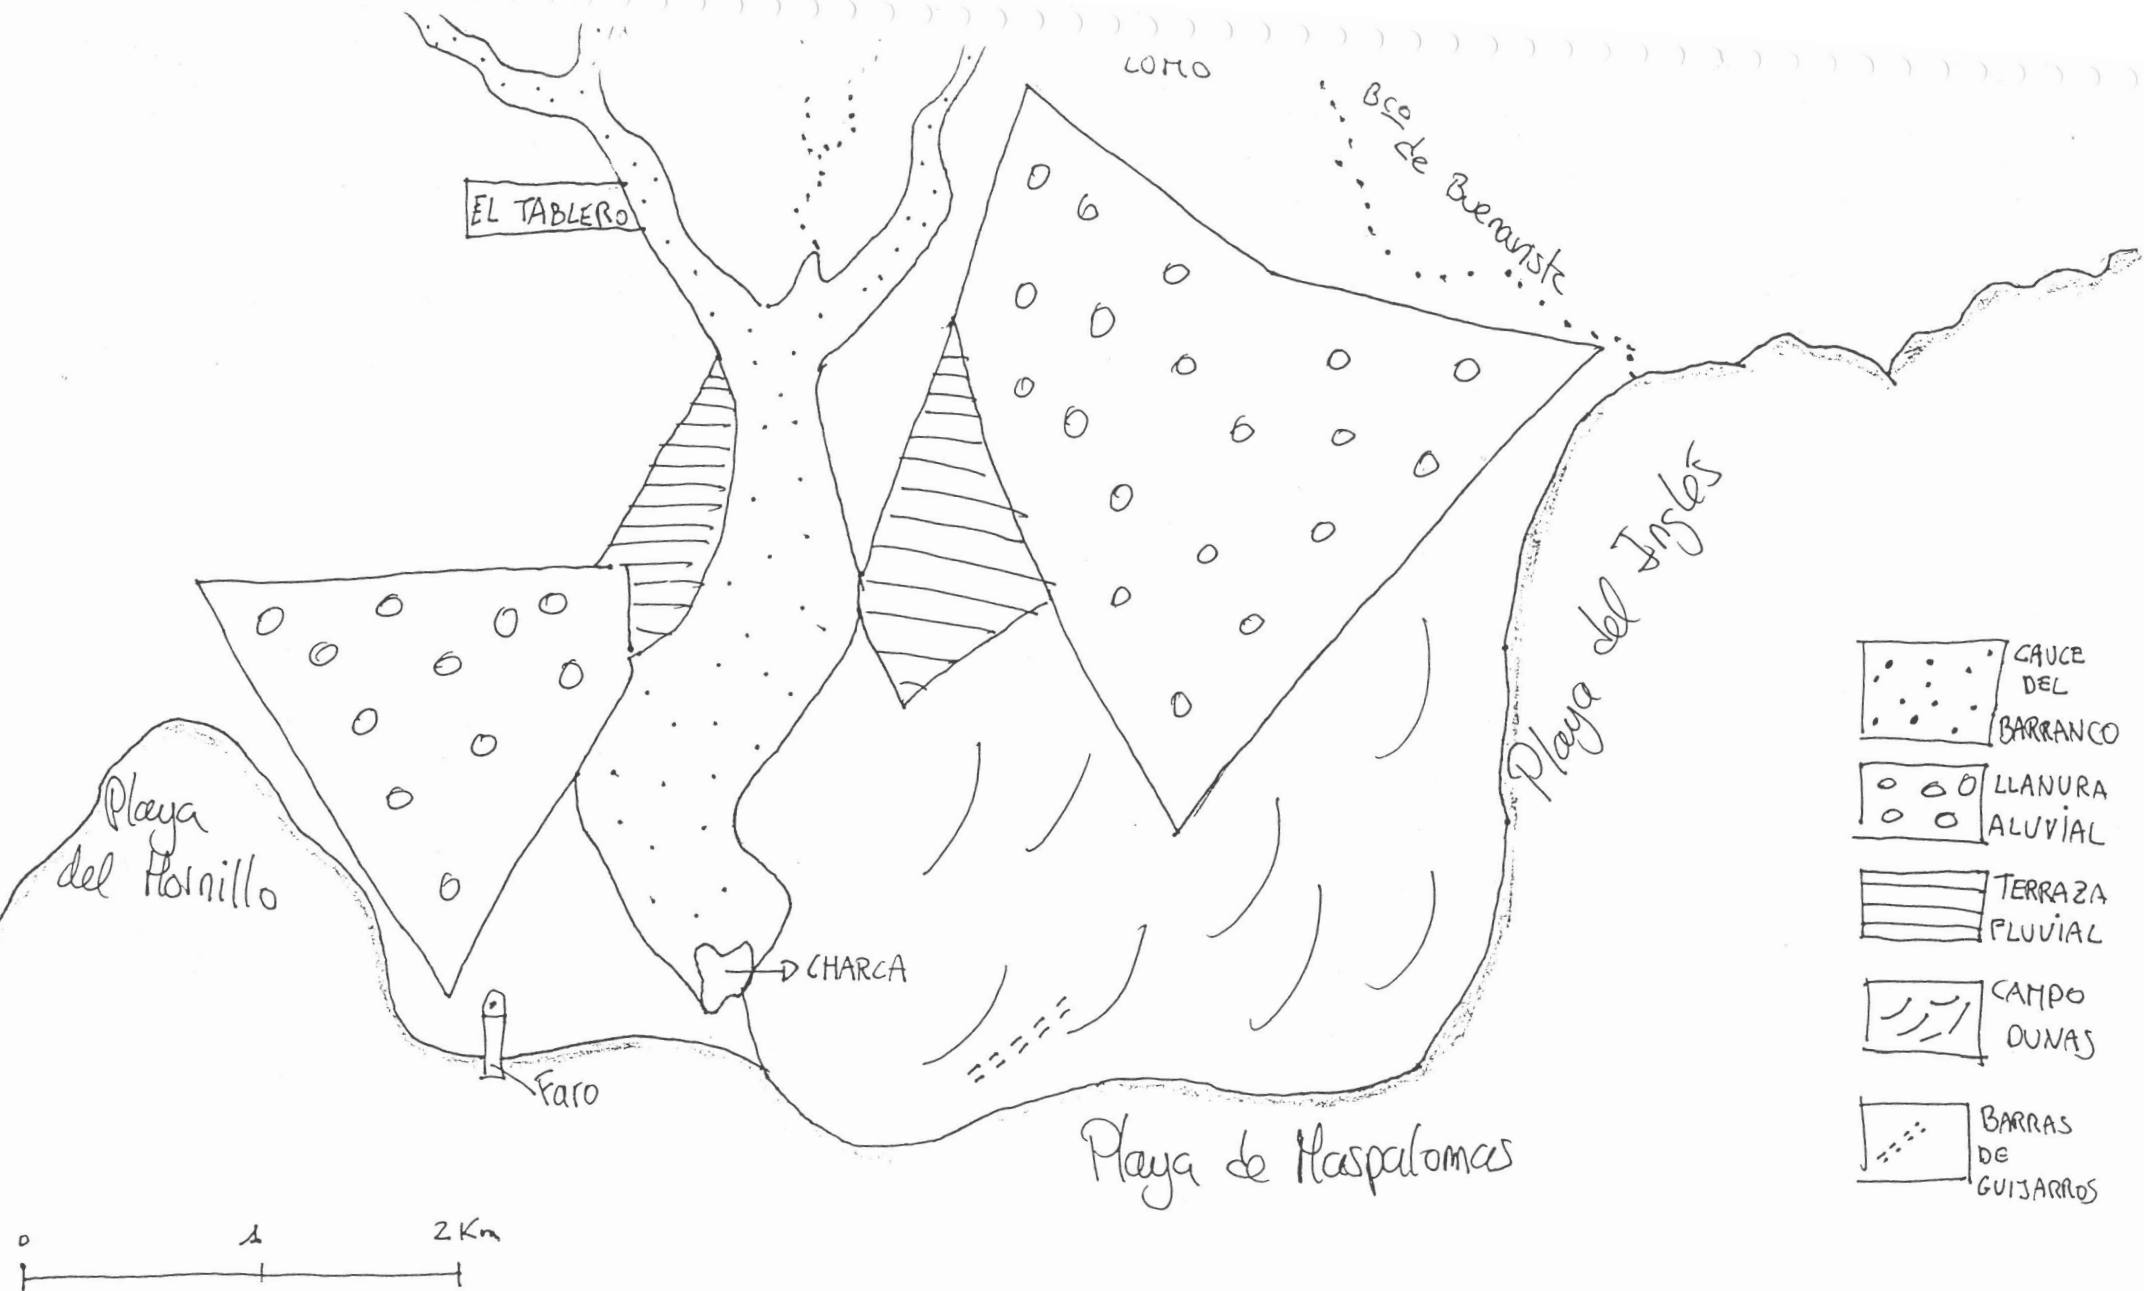 LOMO
Bco de Buenavista
EL TABLERO
Playa del Inglés
CAUCE
DEL
BARRANCO
LLANURA
ALUVIAL
TERRAZA
FLUVIAL
CAMPO
DUNAS
BARRAS
DE
GUIJARROS
Playa
del Hornillo
CHARCA
Faro
Playa de Maspalomas
0 1 2 Km